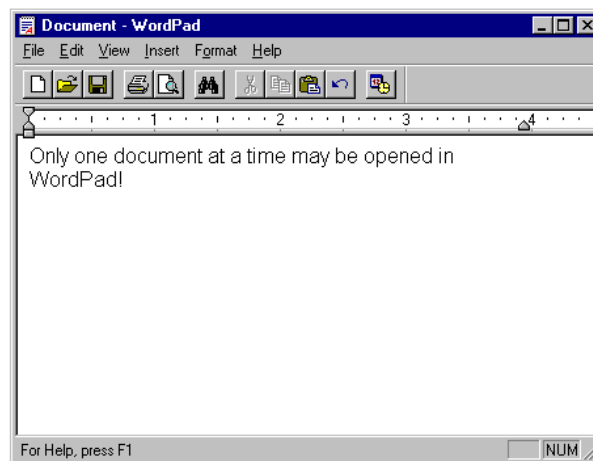 Document - WordPad
File Edit View Insert Format Help
1 2 3 4
Only one document at a time may be opened in
WordPad!
For Help, press F1 NUM